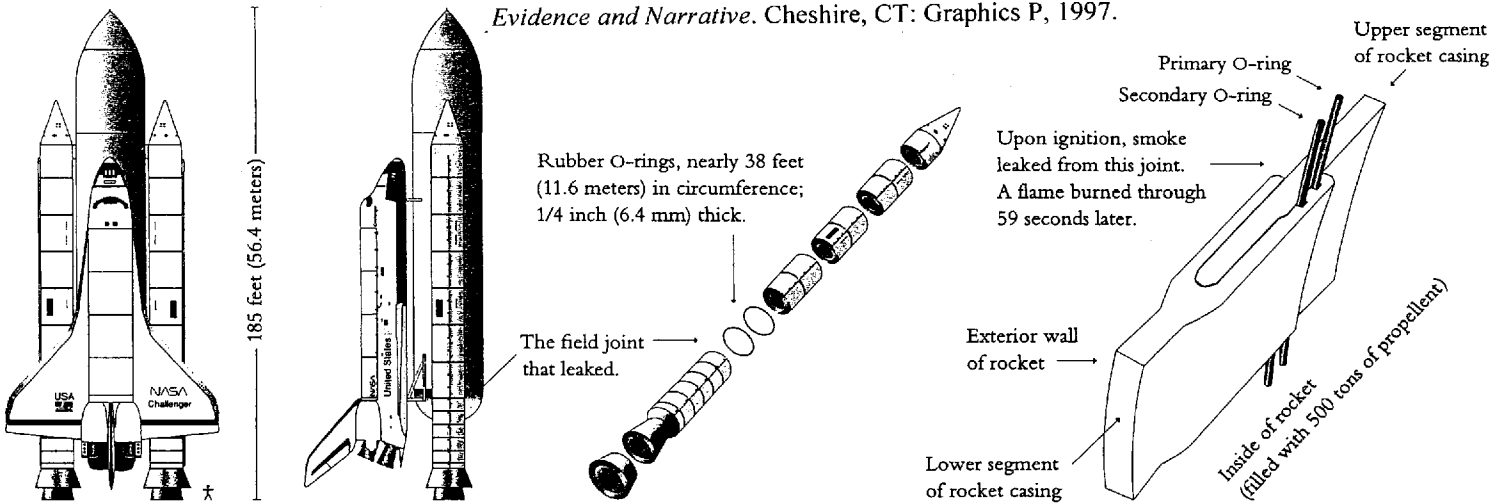 Evidence and Narrative. Cheshire, CT: Graphics P, 1997.
185 feet (56.4 meters)
USA
NASA
Challenger
NASA
United States
Rubber O-rings, nearly 38 feet
(11.6 meters) in circumference;
1/4 inch (6.4 mm) thick.
The field joint
that leaked.
Upper segment
of rocket casing
Primary O-ring
Secondary O-ring
Upon ignition, smoke
leaked from this joint.
A flame burned through
59 seconds later.
Exterior wall
of rocket
Lower segment
of rocket casing
Inside of rocket
(filled with 500 tons of propellent)